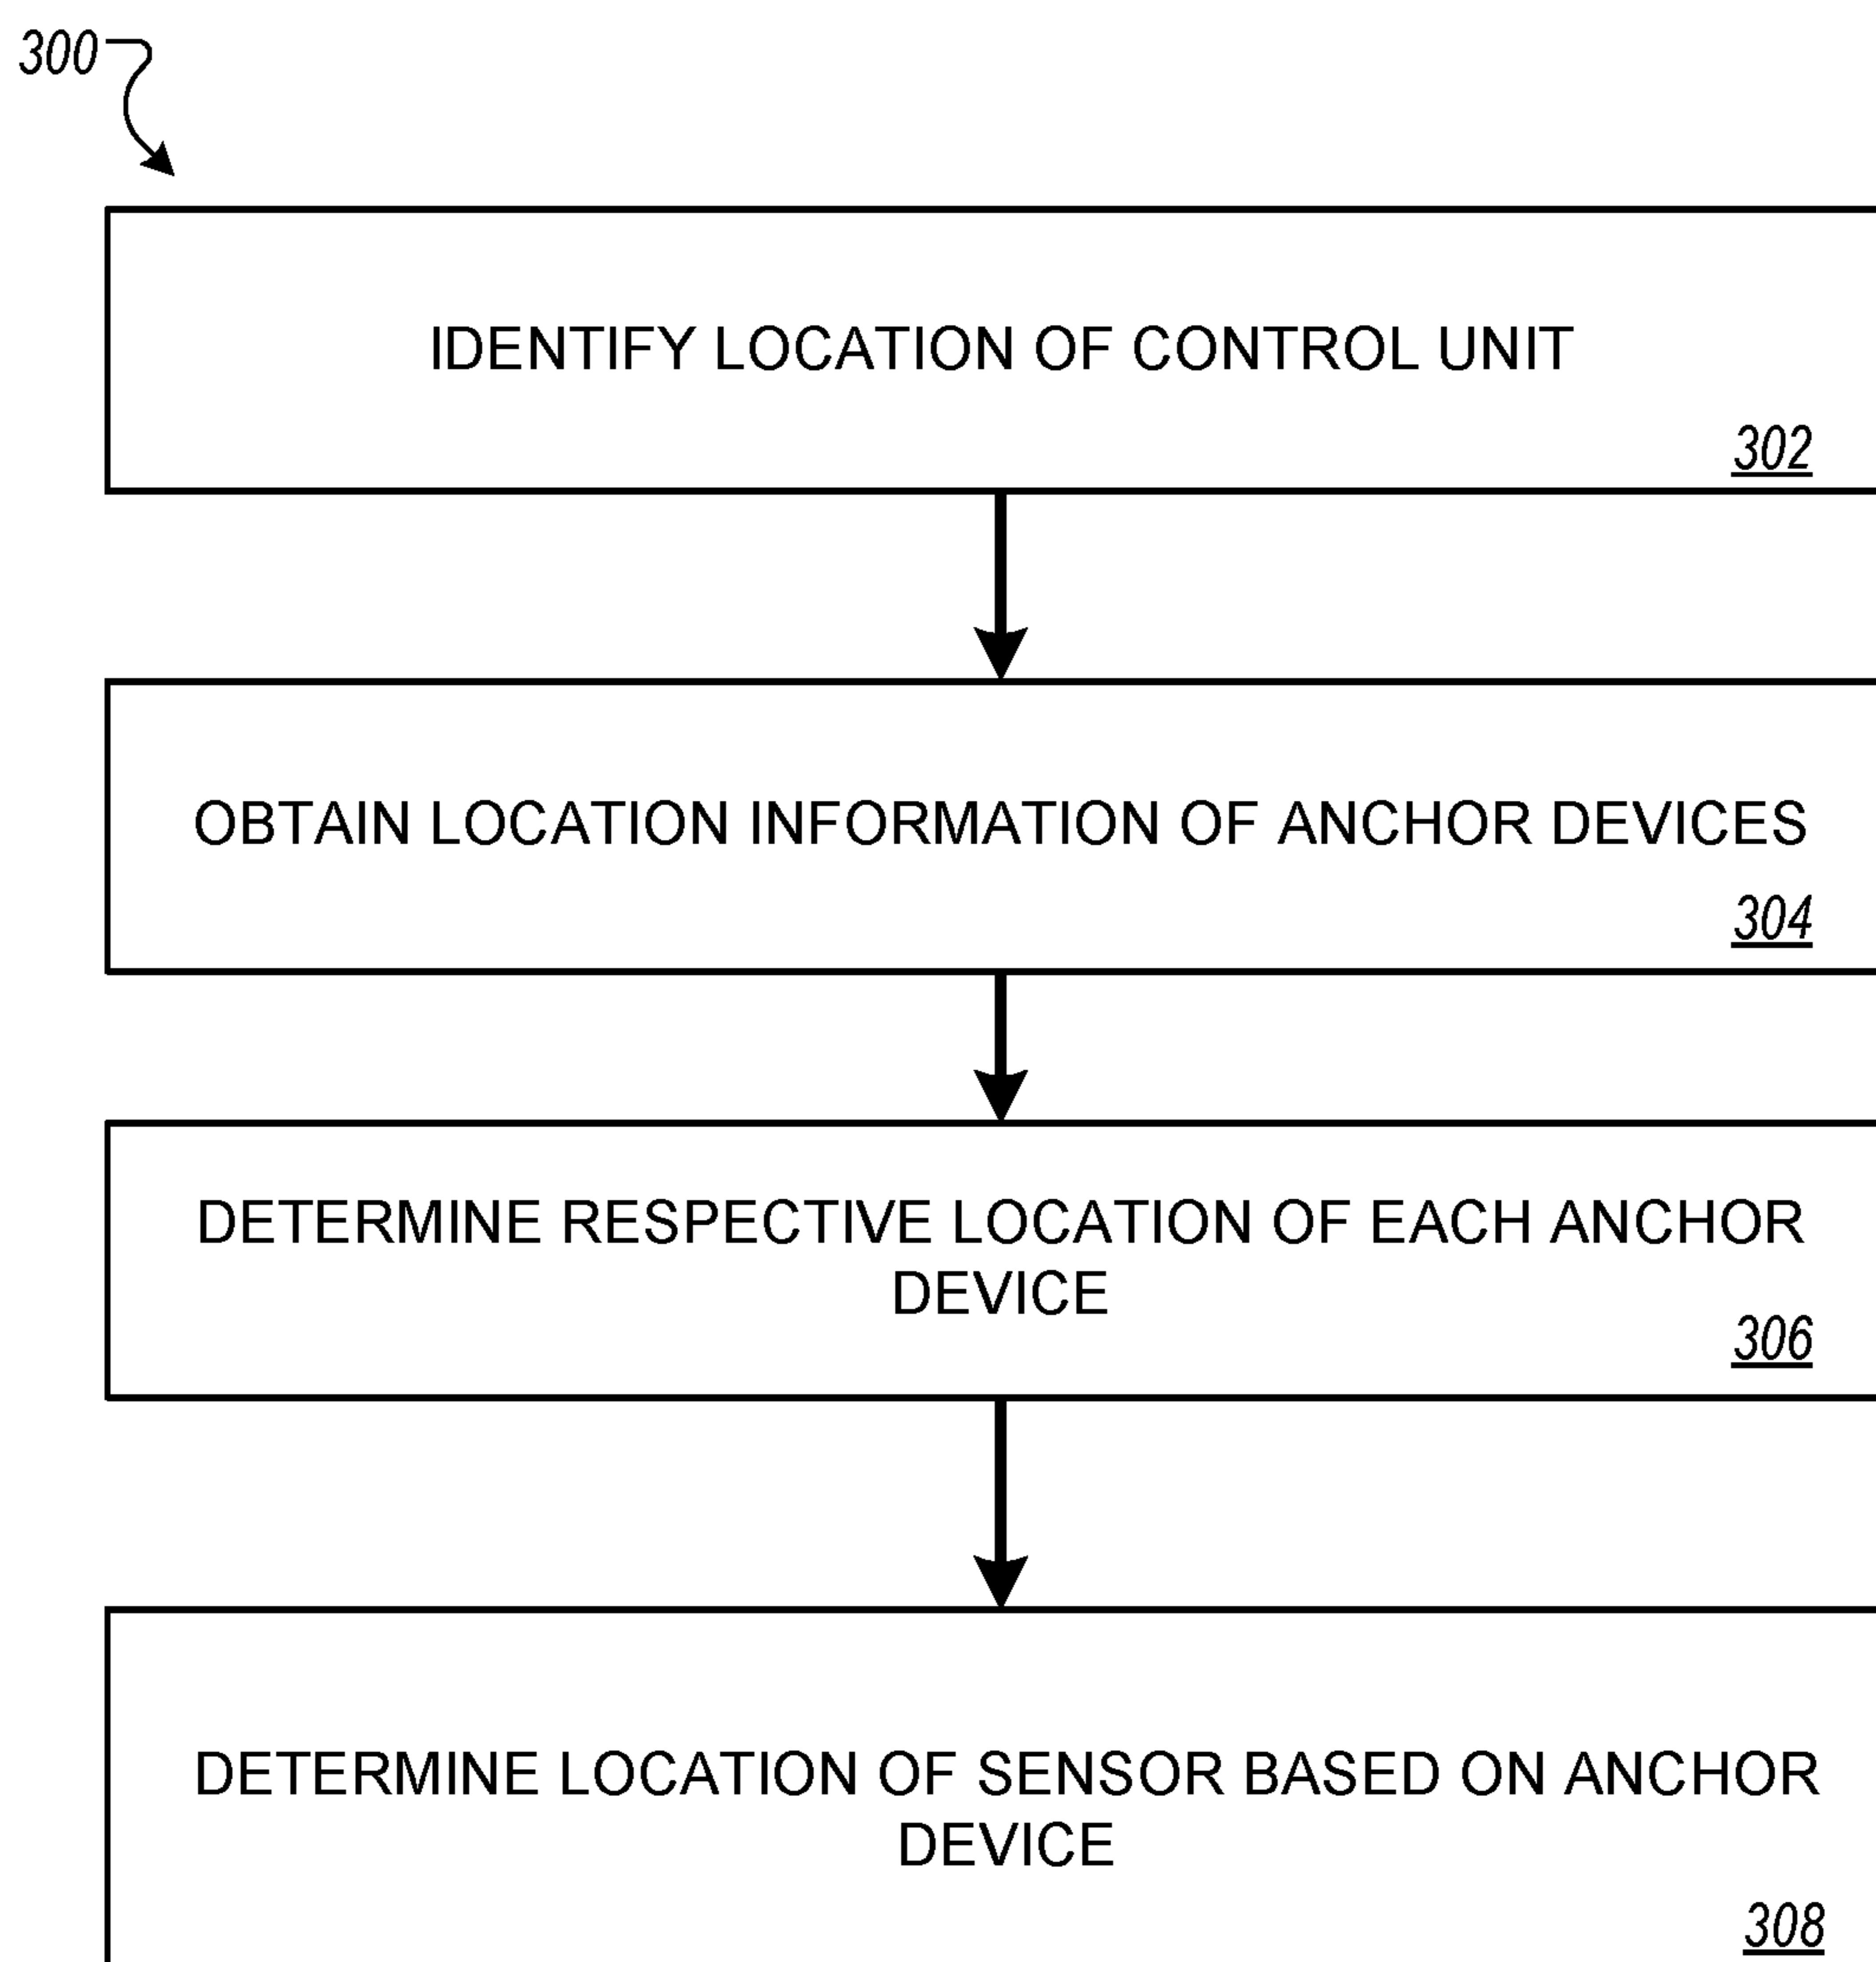 300
IDENTIFY LOCATION OF CONTROL UNIT
302
OBTAIN LOCATION INFORMATION OF ANCHOR DEVICES
304
DETERMINE RESPECTIVE LOCATION OF EACH ANCHOR
DEVICE
306
DETERMINE LOCATION OF SENSOR BASED ON ANCHOR
DEVICE
308